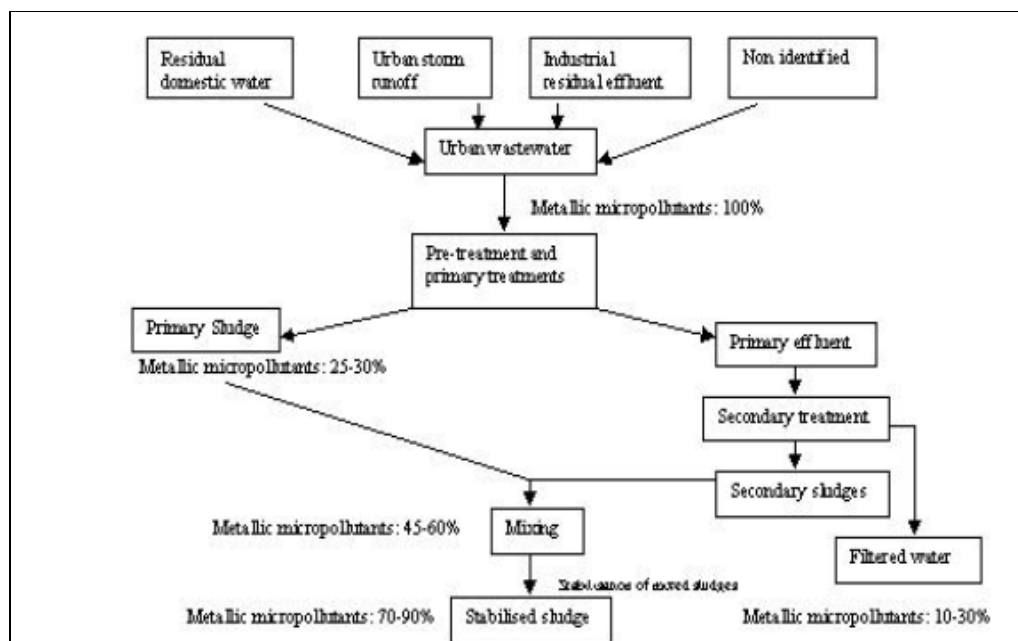 Residual
domestic water
Urban storm
runoff
Industrial
residual effluent
Non identified
Urban wastewater
Metallic micropollutants: 100%
Pre-treatment and
primary treatments
Primary Sludge
Primary effluent
Metallic micropollutants: 25-30%
Secondary treatment
Secondary sludges
Metallic micropollutants: 45-60%
Mixing
Filtered water
of mixed sludges
Metallic micropollutants: 70-90%
Stabilised sludge
Metallic micropollutants: 10-30%